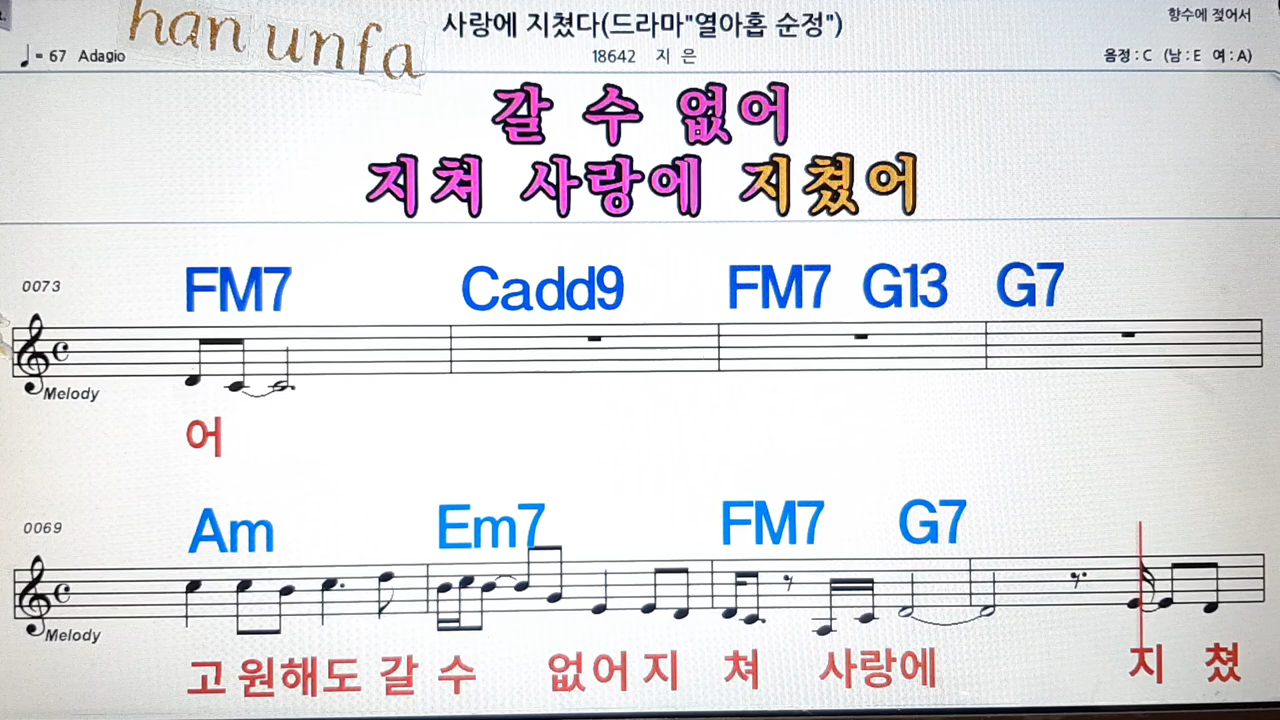 han unfa
사랑에 지쳤다(드라마"열아홉 순정")
향수에 젖어서
♩= 67 Adagio
18642 지 은
음정 : C (남 : E 여 : A)
갈 수 없어
지쳐 사랑에 지쳤어
0073
FM7 Cadd9 FM7 G13 G7
Melody
어
0069
Am Em7 FM7 G7
Melody
고 원해도 갈 수 없어 지 쳐 사랑에 지 쳤